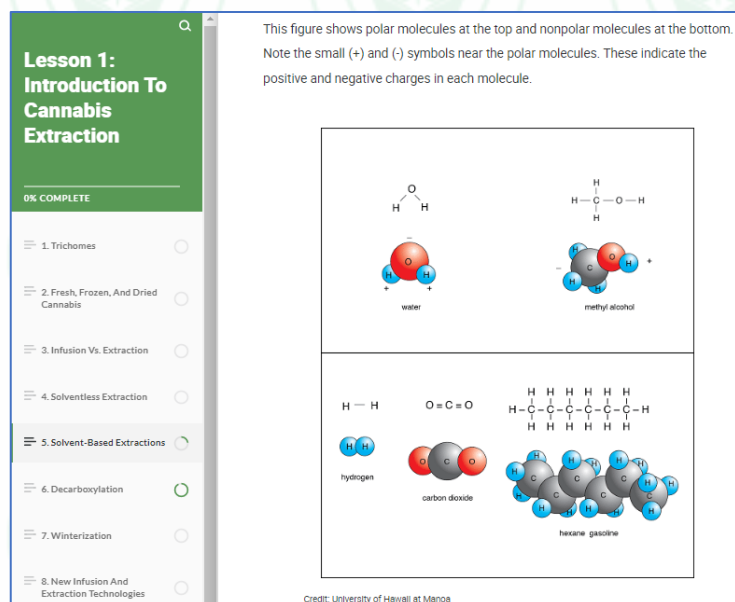 Lesson 1:
Introduction To
Cannabis
Extraction
0% COMPLETE
1. Trichomes
2. Fresh, Frozen, And Dried
Cannabis
3. Infusion Vs. Extraction
4. Solventless Extraction
5. Solvent-Based Extractions
6. Decarboxylation
7. Winterization
8. New Infusion And
Extraction Technologies
This figure shows polar molecules at the top and nonpolar molecules at the bottom.
Note the small (+) and (-) symbols near the polar molecules. These indicate the
positive and negative charges in each molecule.
O
H H
H
H — C — O — H
H
–
O
H H
+ +
water
H O H
– C +
H H
methyl alcohol
H — H
H H
hydrogen
O = C = O
O C O
carbon dioxide
H H H H H H
H - C - C - C - C - C - C - H
H H H H H H
H H H H H
H C C C H H
H C C C
H H H H H
hexane gasoline
Credit: University of Hawaii at Manoa